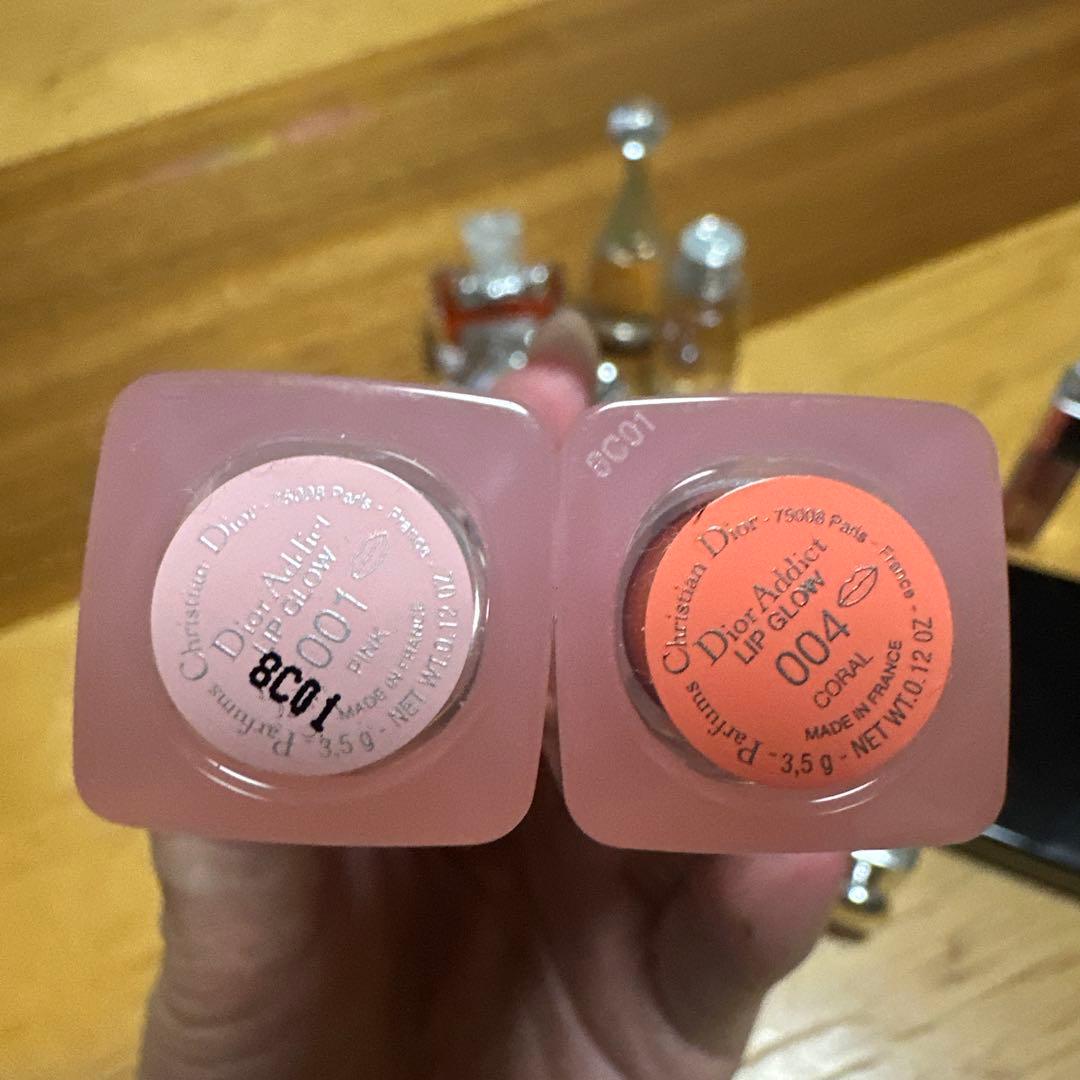 Parfums Christian Dior - 75008 Paris - France - 3,5 g - NET WT.0.12 OZ
Dior Addict
LIP GLOW
001
PINK
MADE IN FRANCE
8C01
8C01
Parfums Christian Dior - 75008 Paris - France - 3,5 g - NET WT.0.12 OZ
Dior Addict
LIP GLOW
004
CORAL
MADE IN FRANCE